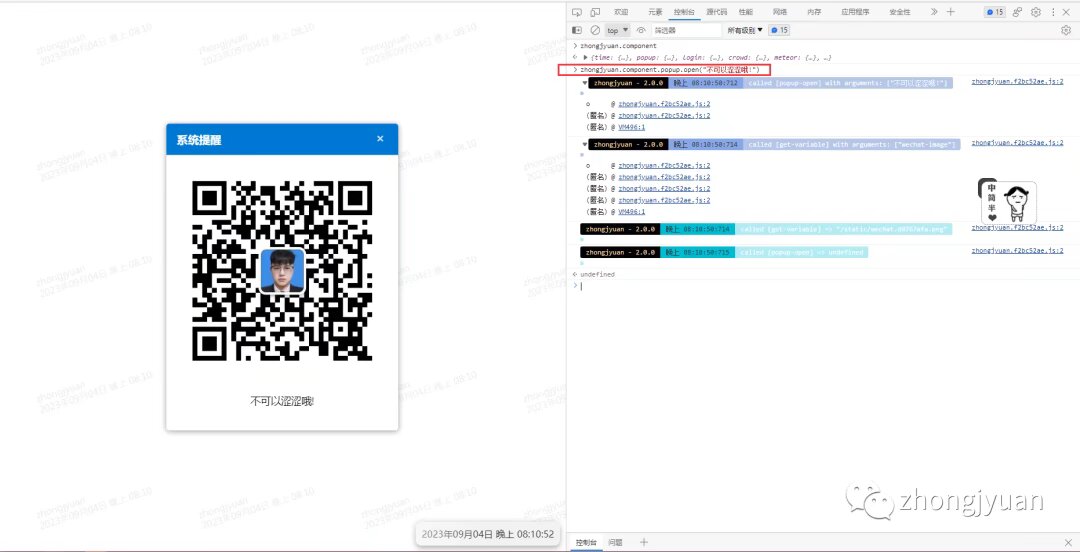 zhongjyuan
2023年09月04日 晚上 08:10
系统提醒
×
不可以涩涩哦!
2023年09月04日 晚上 08:10:52
欢迎 元素 控制台 源代码 性能 网络 内存 应用程序 安全性 15
top 筛选器 所有级别 15
zhongjyuan.component
{time: {…}, popup: {…}, login: {…}, crowd: {…}, meteor: {…}, …}
zhongjyuan.component.popup.open("不可以涩涩哦!")
zhongjyuan - 2.0.0 晚上 08:10:50:712 called [popup-open] with arguments: ["不可以涩涩哦!"] zhongjyuan.f2bc52ae.js:2
o @ zhongjyuan.f2bc52ae.js:2
(匿名) @ zhongjyuan.f2bc52ae.js:2
(匿名) @ VM496:1
zhongjyuan - 2.0.0 晚上 08:10:50:714 called [get-variable] with arguments: ["wechat-image"] zhongjyuan.f2bc52ae.js:2
o @ zhongjyuan.f2bc52ae.js:2
(匿名) @ zhongjyuan.f2bc52ae.js:2
(匿名) @ zhongjyuan.f2bc52ae.js:2
(匿名) @ zhongjyuan.f2bc52ae.js:2
(匿名) @ VM496:1
zhongjyuan - 2.0.0 晚上 08:10:50:714 called [get-variable] => zhongjyuan.f2bc52ae.js:2
zhongjyuan - 2.0.0 晚上 08:10:50:715 called [popup-open] => undefined zhongjyuan.f2bc52ae.js:2
undefined
中
简
半
zhongjyuan
控制台 问题